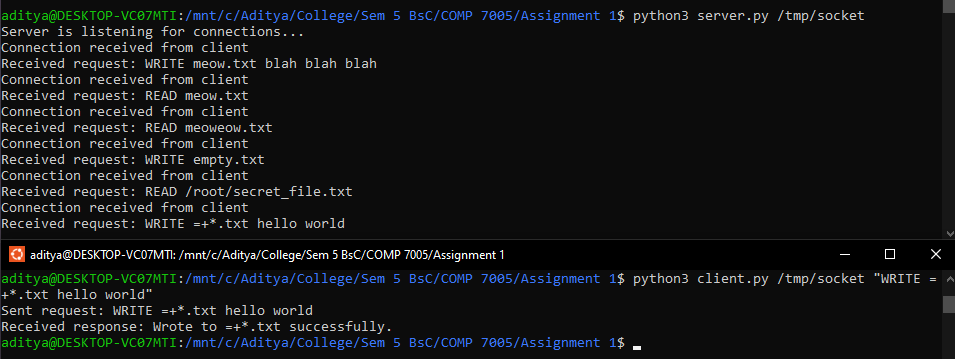 aditya@DESKTOP-VC07MTI:/mnt/c/Aditya/College/Sem 5 BsC/COMP 7005/Assignment 1$ python3 server.py /tmp/socket
Server is listening for connections...
Connection received from client
Received request: WRITE meow.txt blah blah blah
Connection received from client
Received request: READ meow.txt
Connection received from client
Received request: READ meoweow.txt
Connection received from client
Received request: WRITE empty.txt
Connection received from client
Received request: READ /root/secret_file.txt
Connection received from client
Received request: WRITE =+*.txt hello world
aditya@DESKTOP-VC07MTI: /mnt/c/Aditya/College/Sem 5 BsC/COMP 7005/Assignment 1
aditya@DESKTOP-VC07MTI:/mnt/c/Aditya/College/Sem 5 BsC/COMP 7005/Assignment 1$ python3 client.py /tmp/socket "WRITE =
+*.txt hello world"
Sent request: WRITE =+*.txt hello world
Received response: Wrote to =+*.txt successfully.
aditya@DESKTOP-VC07MTI:/mnt/c/Aditya/College/Sem 5 BsC/COMP 7005/Assignment 1$